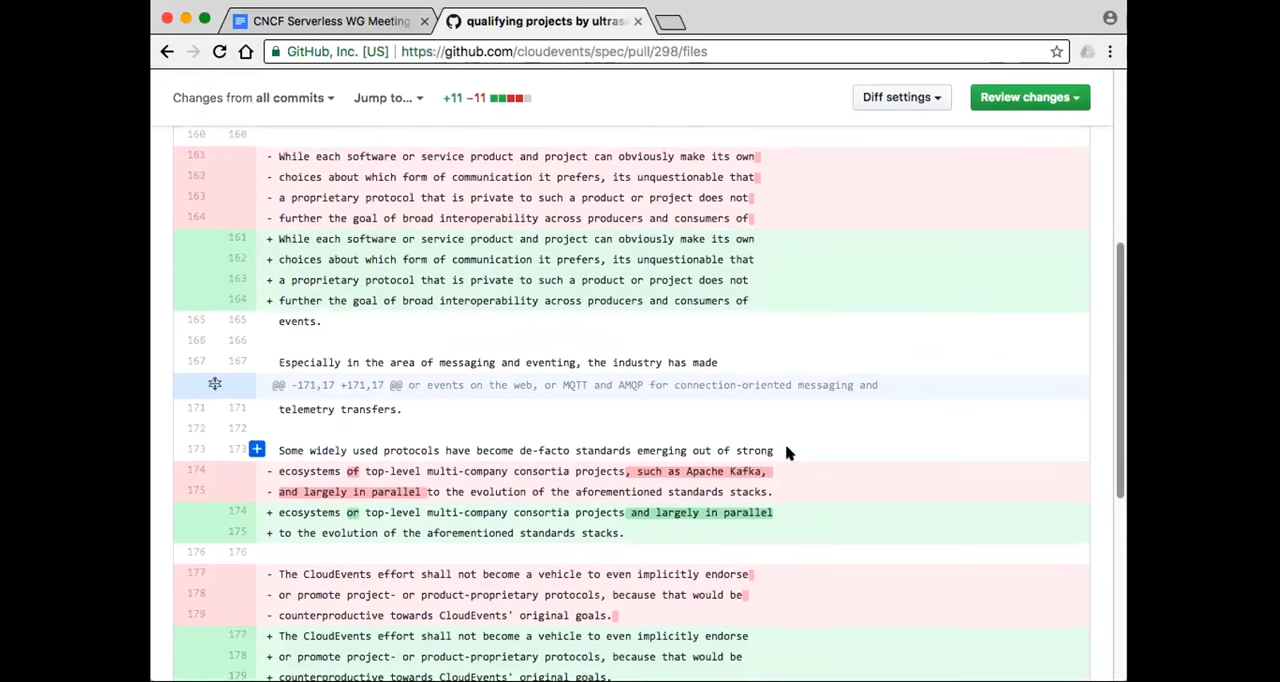 CNCF Serverless WG Meeting
qualifying projects by ultras
GitHub, Inc. [US] | https://github.com/cloudevents/spec/pull/298/files
Changes from all commits Jump to... +11 −11 Diff settings Review changes
160 160
161 - While each software or service product and project can obviously make its own
162 - choices about which form of communication it prefers, its unquestionable that
163 - a proprietary protocol that is private to such a product or project does not
164 - further the goal of broad interoperability across producers and consumers of
161 + While each software or service product and project can obviously make its own
162 + choices about which form of communication it prefers, its unquestionable that
163 + a proprietary protocol that is private to such a product or project does not
164 + further the goal of broad interoperability across producers and consumers of
165 165 events.
166 166
167 167 Especially in the area of messaging and eventing, the industry has made
@@ -171,17 +171,17 @@ or events on the web, or MQTT and AMQP for connection-oriented messaging and
171 171 telemetry transfers.
172 172
173 173 Some widely used protocols have become de-facto standards emerging out of strong
174 - ecosystems of top-level multi-company consortia projects, such as Apache Kafka,
175 - and largely in parallel to the evolution of the aforementioned standards stacks.
174 + ecosystems or top-level multi-company consortia projects and largely in parallel
175 + to the evolution of the aforementioned standards stacks.
176 176
177 - The CloudEvents effort shall not become a vehicle to even implicitly endorse
178 - or promote project- or product-proprietary protocols, because that would be
179 - counterproductive towards CloudEvents' original goals.
177 + The CloudEvents effort shall not become a vehicle to even implicitly endorse
178 + or promote project- or product-proprietary protocols, because that would be
179 + counterproductive towards CloudEvents' original goals.